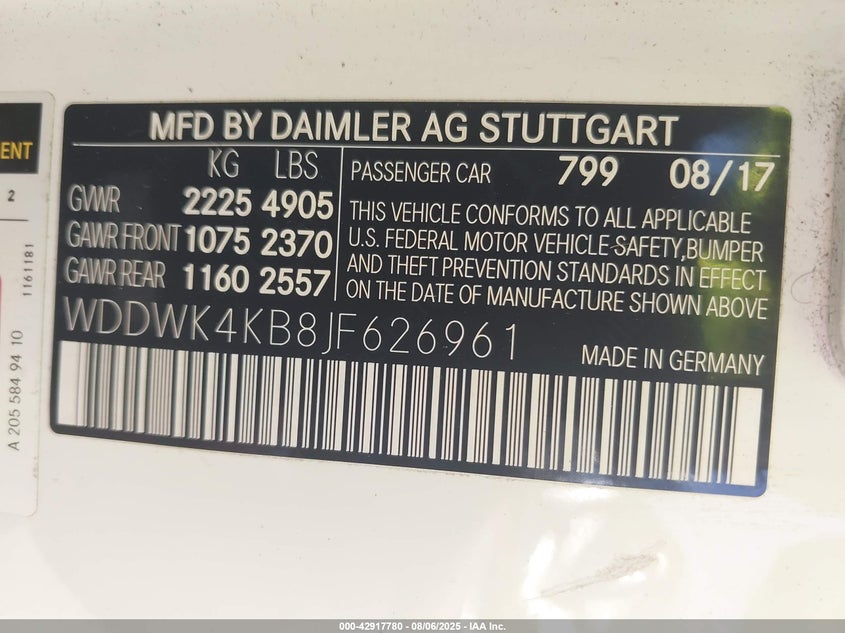 MFD BY DAIMLER AG STUTTGART
KG LBS
GVWR 2225 4905
GAWR FRONT 1075 2370
GAWR REAR 1160 2557
PASSENGER CAR 799 08/17
THIS VEHICLE CONFORMS TO ALL APPLICABLE
U.S. FEDERAL MOTOR VEHICLE-SAFETY,BUMPER
AND THEFT PREVENTION STANDARDS IN EFFECT
ON THE DATE OF MANUFACTURE SHOWN ABOVE
WDDWK4KB8JF626961
MADE IN GERMANY
ENT
2
1161181
A 205 584 94 10
000-42917780 - 08/06/2025 - IAA Inc.